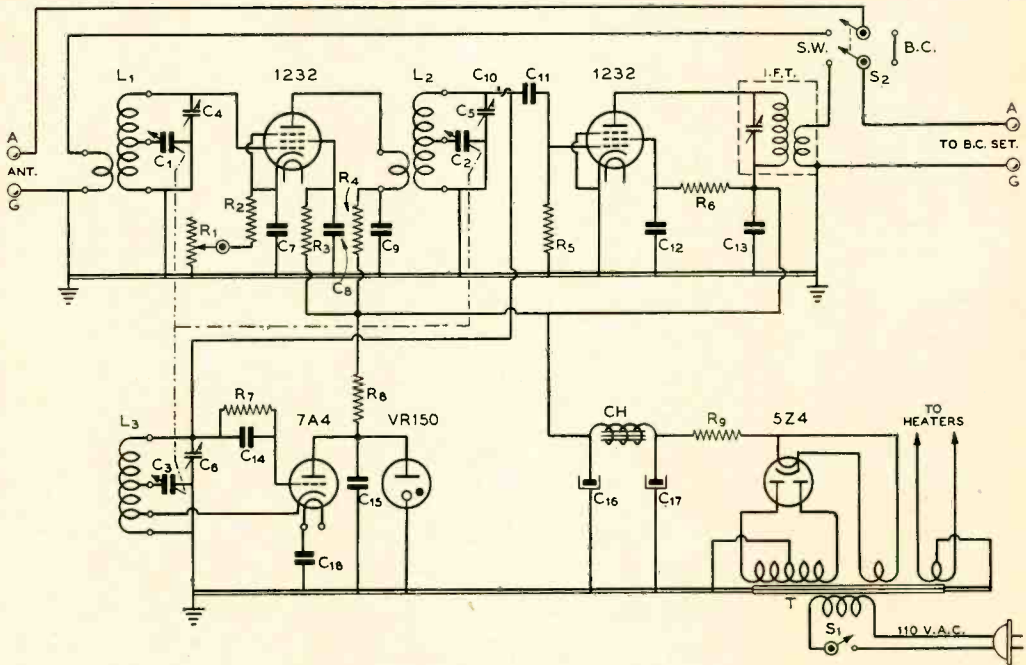 S.W.
B.C.
S2
L1
1232
L2
C10
C11
1232
I.F.T.
A
ANT.
G
C4
C1
C5
C2
A
TO B.C. SET.
G
R1
R2
C7
R3
R4
C8
C9
R5
C12
R6
C13
R8
L3
C3
C6
R7
C14
7A4
VR150
C15
C18
CH
C16
C17
R9
5Z4
TO
HEATERS
T
S1
110 V.A.C.